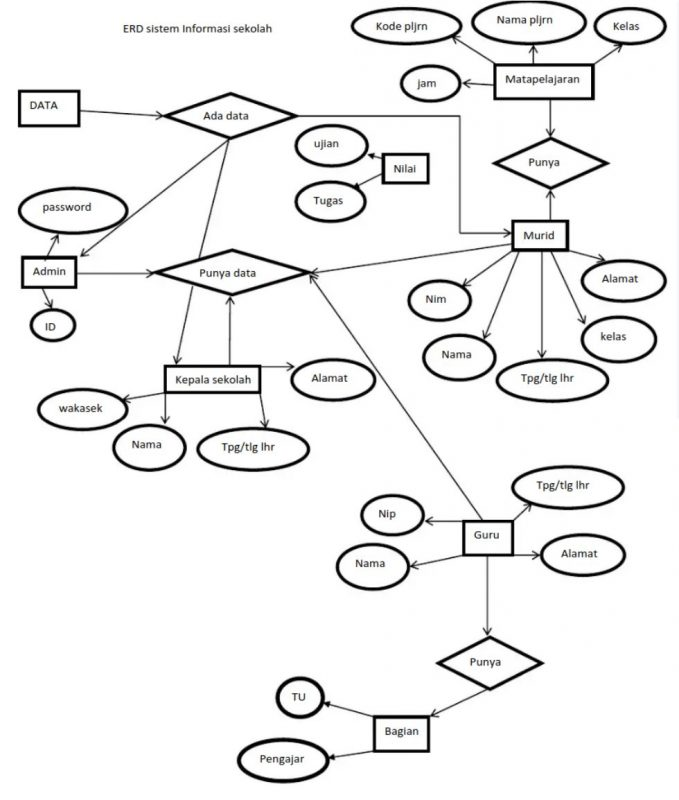 ERD sistem Informasi sekolah
Kode pljrn
Nama pljrn
Kelas
jam
Matapelajaran
DATA
Ada data
ujian
Nilai
Punya
Tugas
password
Murid
Admin
Punya data
Alamat
Nim
ID
kelas
Nama
Tpg/tlg lhr
Kepala sekolah
Alamat
wakasek
Nama
Tpg/tlg lhr
Tpg/tlg lhr
Nip
Guru
Nama
Alamat
Punya
TU
Bagian
Pengajar